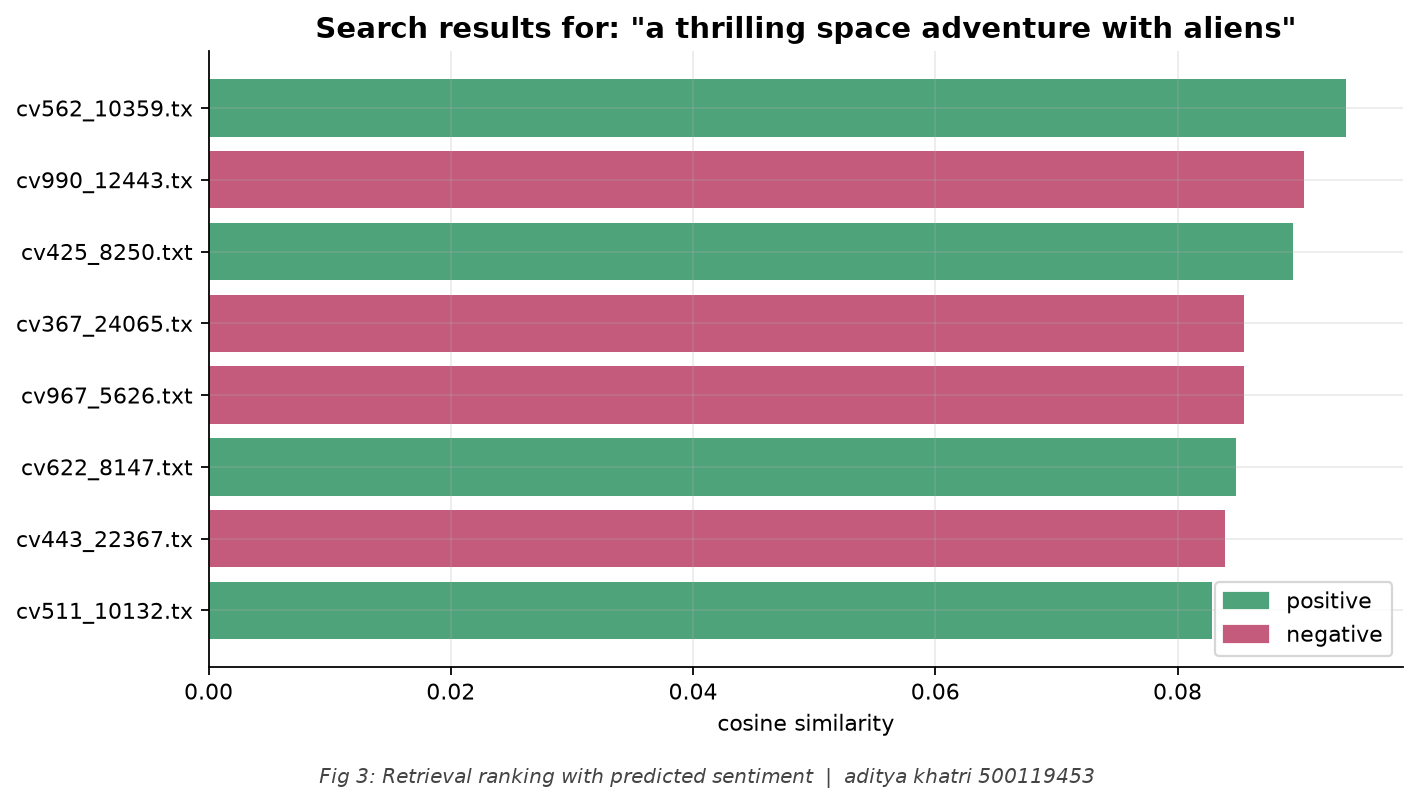 Search results for: "a thrilling space adventure with aliens"
cv562_10359.tx
cv990_12443.tx
cv425_8250.txt
cv367_24065.tx
cv967_5626.txt
cv622_8147.txt
cv443_22367.tx
cv511_10132.tx
positive
negative
0.00 0.02 0.04 0.06 0.08
cosine similarity
Fig 3: Retrieval ranking with predicted sentiment | aditya khatri 500119453